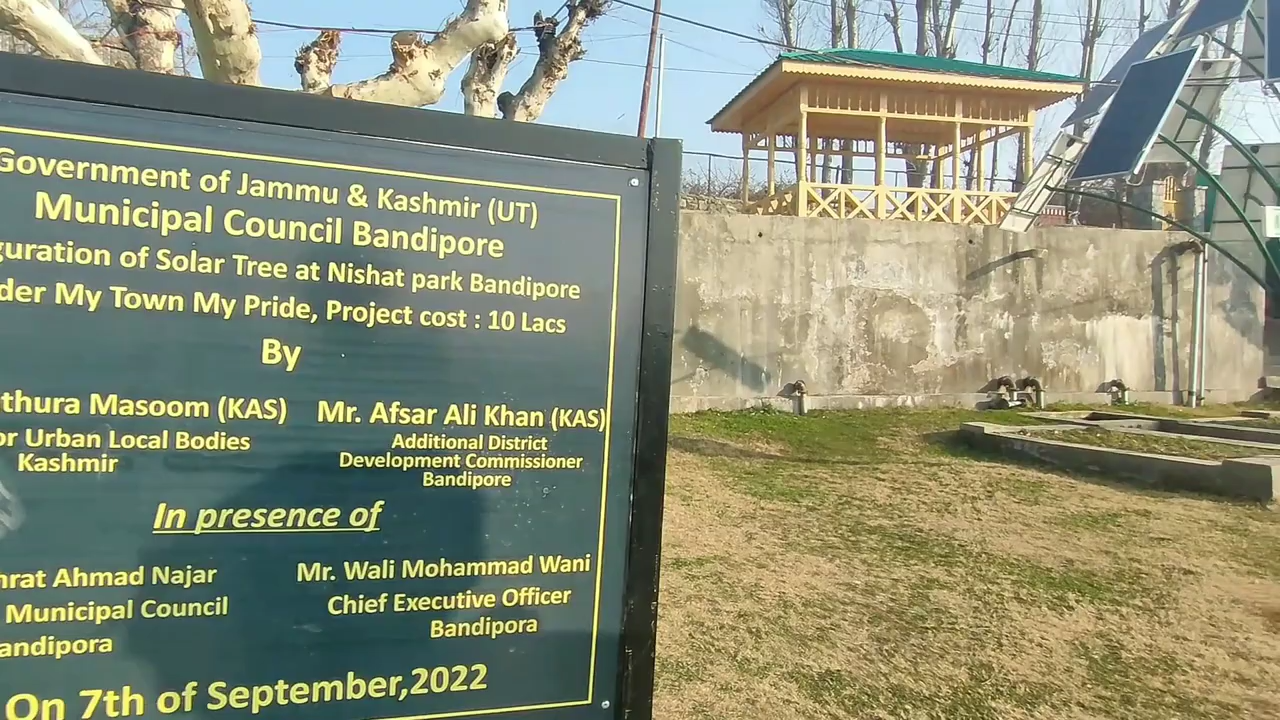 Government of Jammu & Kashmir (UT)
Municipal Council Bandipore
guration of Solar Tree at Nishat park Bandipore
der My Town My Pride, Project cost : 10 Lacs
By
thura Masoom (KAS) Mr. Afsar Ali Khan (KAS)
or Urban Local Bodies Additional District
Kashmir Development Commissioner
Bandipore
In presence of
hrat Ahmad Najar Mr. Wali Mohammad Wani
Municipal Council Chief Executive Officer
andipora Bandipora
On 7th of September,2022